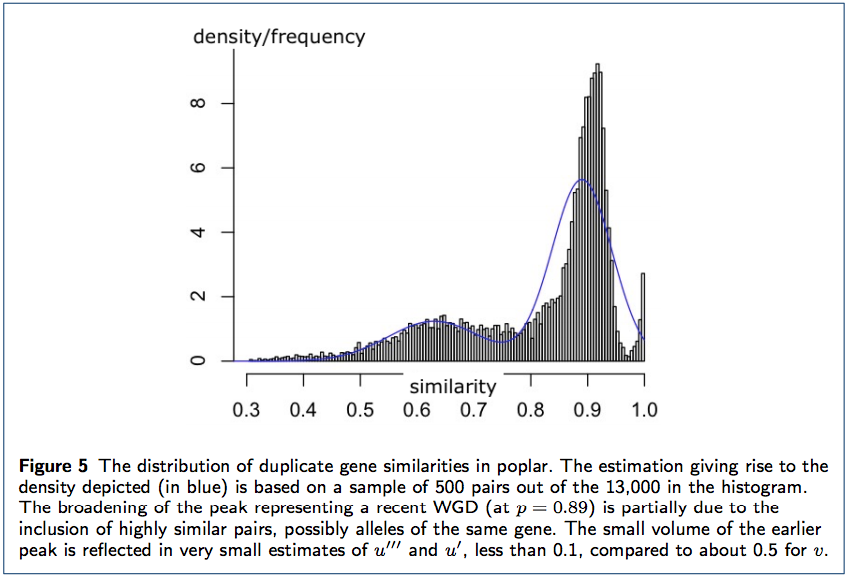 density/frequency
8
6
4
2
0
similarity
0.3 0.4 0.5 0.6 0.7 0.8 0.9 1.0
Figure 5 The distribution of duplicate gene similarities in poplar. The estimation giving rise to the
density depicted (in blue) is based on a sample of 500 pairs out of the 13,000 in the histogram.
The broadening of the peak representing a recent WGD (at p = 0.89) is partially due to the
inclusion of highly similar pairs, possibly alleles of the same gene. The small volume of the earlier
peak is reflected in very small estimates of u′′′ and u′, less than 0.1, compared to about 0.5 for v.